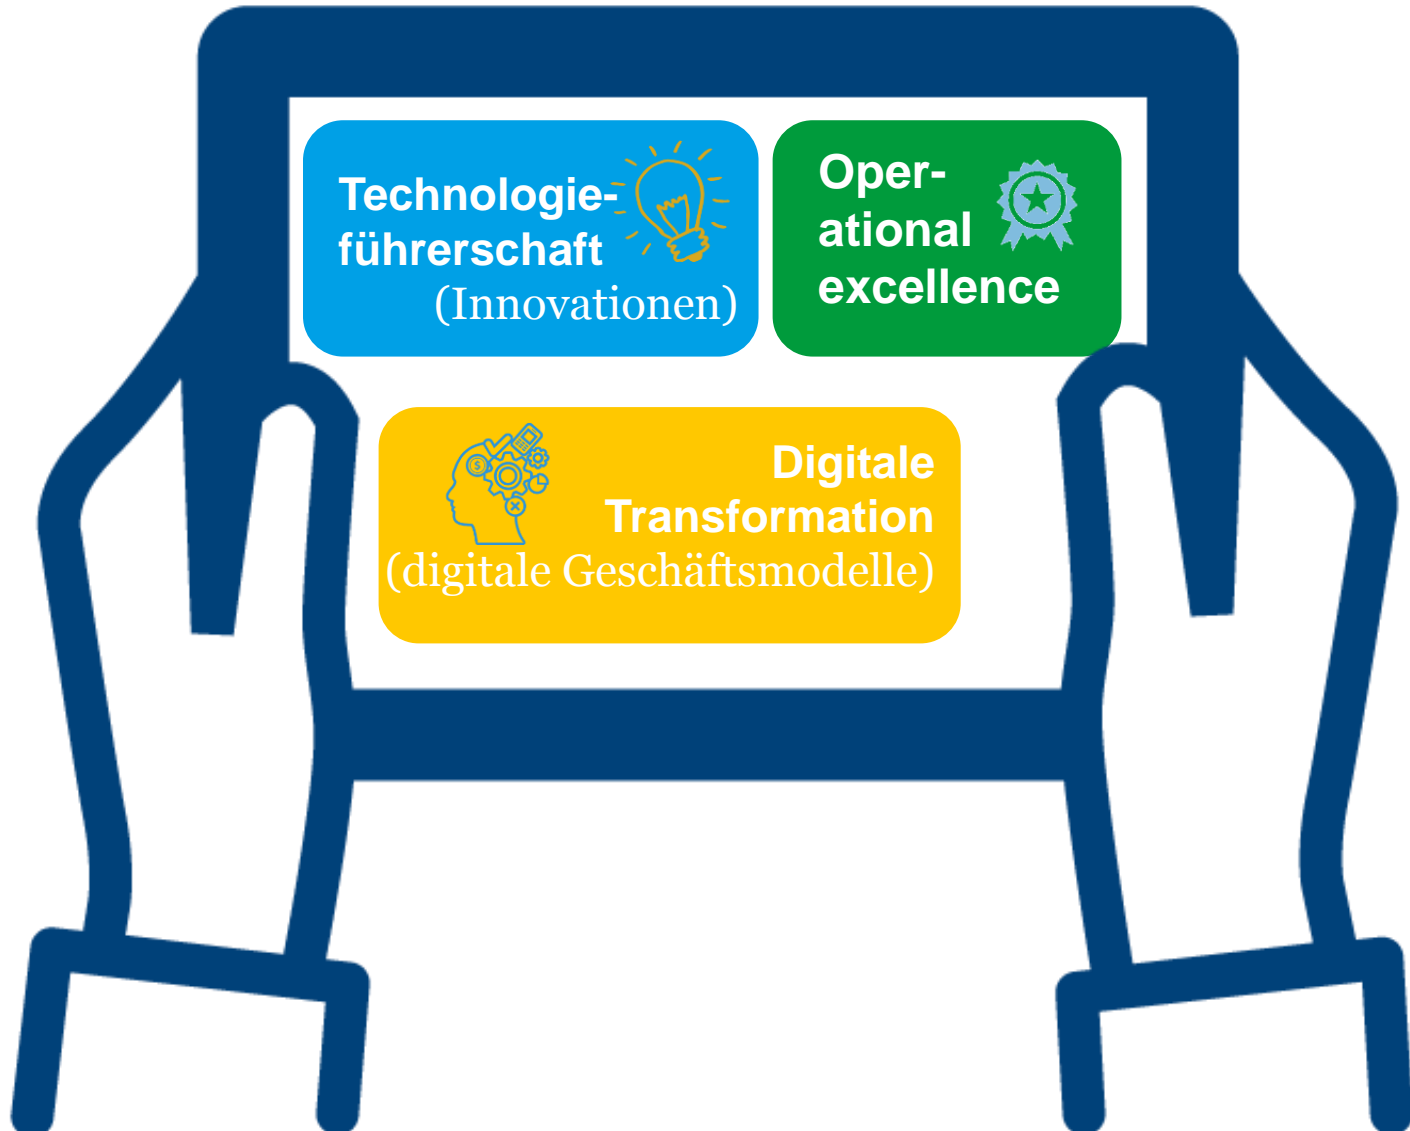 Technologie-
führerschaft
(Innovationen)
Oper-
ational
excellence
Digitale
Transformation
(digitale Geschäftsmodelle)